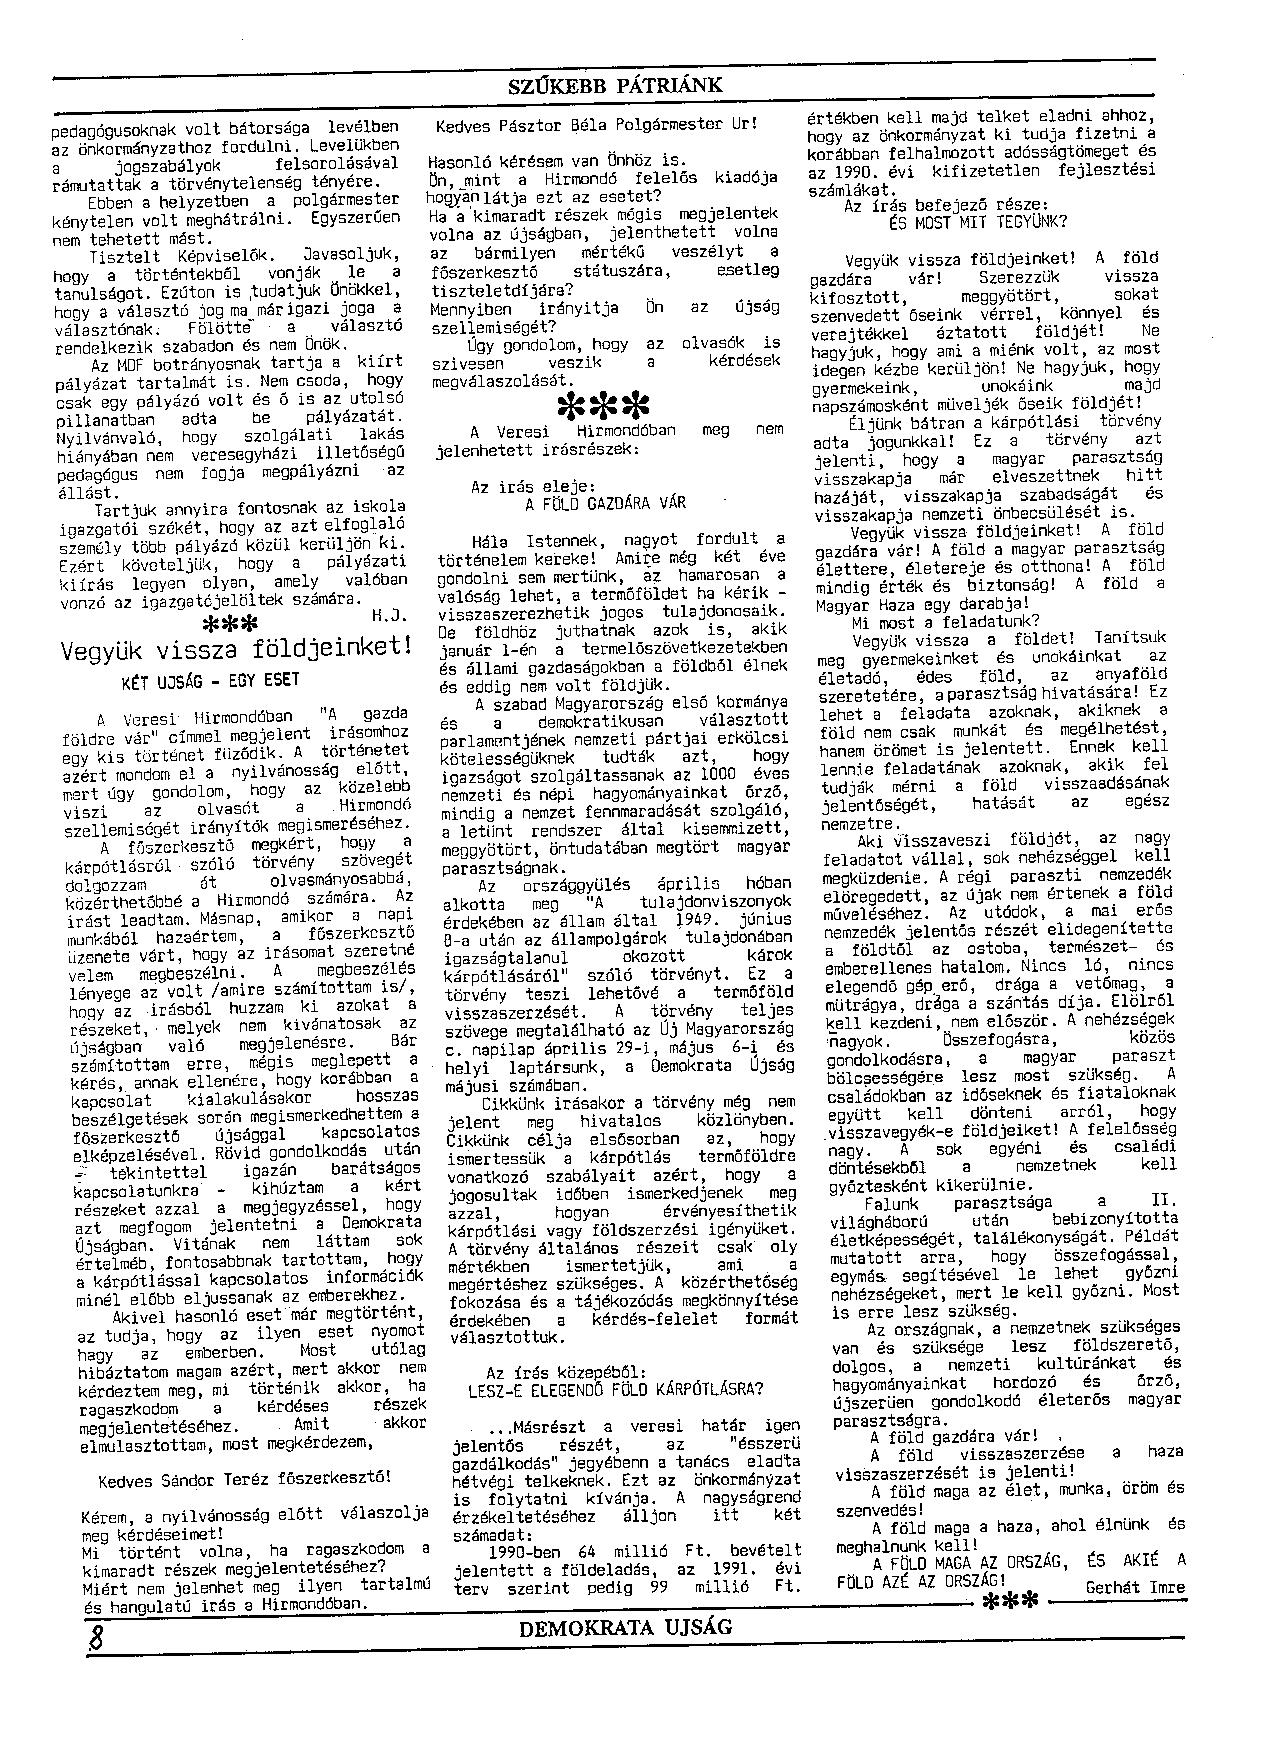 SZŰKEBB PÁTRIÁNK
pedagógusoknak volt bátorsága levélben
az önkormányzathoz fordulni. Levelükben
a jogszabályok felsorolásával
rámutattak a törvénytelenség tényére.
Ebben a helyzetben a polgármester
kénytelen volt meghátrálni. Egyszerűen
nem tehetett mást.
Tisztelt Képviselők. Javasoljuk,
hogy a történtekből vonják le a
tanulságot. Ezúton is tudatjuk Önökkel,
hogy a választó jog ma már igazi joga a
választónak. Fölötte a választó
rendelkezik szabadon és nem Önök.
Az MDF botrányosnak tartja a kiírt
pályázat tartalmát is. Nem csoda, hogy
csak egy pályázó volt és ő is az utolsó
pillanatban adta be pályázatát.
Nyilvánvaló, hogy szolgálati lakás
hiányában nem veresegyházi illetőségű
pedagógus nem fogja megpályázni az
állást.
Tartjuk annyira fontosnak az iskola
igazgatói székét, hogy az azt elfoglaló
személy több pályázó közül kerüljön ki.
Ezért követeljük, hogy a pályázati
kiírás legyen olyan, amely valóban
vonzó az igazgatójelöltek számára.
*** H.J.
Vegyük vissza földjeinket!
KÉT UJSÁG - EGY ESET
A Veresi Hirmondóban "A gazda
földre vár" címmel megjelent irásomhoz
egy kis történet füződik. A történetet
azért mondom el a nyilvánosság előtt,
mert úgy gondolom, hogy az közelebb
viszi az olvasót a Hirmondó
szellemiségét irányítók megismeréséhez.
A főszerkesztő megkért, hogy a
kárpótlásról szóló törvény szövegét
dolgozzam át olvasmányosabbá,
közérthetőbbé a Hirmondó számára. Az
irást leadtam. Másnap, amikor a napi
munkából hazaértem, a főszerkesztő
üzenete várt, hogy az irásomat szeretné
velem megbeszélni. A megbeszélés
lényege az volt /amire számítottam is/,
hogy az irásból huzzam ki azokat a
részeket, melyek nem kivánatosak az
újságban való megjelenésre. Bár
számítottam erre, mégis meglepett a
kérés, annak ellenére, hogy korábban a
kapcsolat kialakulásakor hosszas
beszélgetések során megismerkedhettem a
főszerkesztő újsággal kapcsolatos
elképzelésével. Rövid gondolkodás után
- tékintettel igazán barátságos
kapcsolatunkra - kihúztam a kért
részeket azzal a megjegyzéssel, hogy
azt megfogom jelentetni a Demokrata
Újságban. Vitának nem láttam sok
értelméb, fontosabbnak tartottam, hogy
a kárpótlással kapcsolatos információk
minél előbb eljussanak az emberekhez.
Akivel hasonló eset már megtörtént,
az tudja, hogy az ilyen eset nyomot
hagy az emberben. Most utólag
hibáztatom magam azért, mert akkor nem
kérdeztem meg, mi történik akkor, ha
ragaszkodom a kérdéses részek
megjelentetéséhez. Amit akkor
elmulasztottam, most megkérdezem,
Kedves Sándor Teréz főszerkesztő!
Kérem, a nyilvánosság előtt válaszolja
meg kérdéseimet!
Mi történt volna, ha ragaszkodom a
kimaradt részek megjelentetéséhez?
Miért nem jelenhet meg ilyen tartalmú
és hangulatú irás a Hirmondóban.
Kedves Pásztor Béla Polgármester Ur!
Hasonló kérésem van Önhöz is.
Ön, mint a Hirmondó felelős kiadója
hogyan látja ezt az esetet?
Ha a kimaradt részek mégis megjelentek
volna az újságban, jelenthetett volna
az bármilyen mértékű veszélyt a
főszerkesztő státuszára, esetleg
tiszteletdíjára?
Mennyiben irányitja Ön az újság
szellemiségét?
Úgy gondolom, hogy az olvasók is
szivesen veszik a kérdések
megválaszolását.
***
A Veresi Hirmondóban meg nem
jelenhetett irásrészek:
Az irás eleje:
A FÖLD GAZDÁRA VÁR
Hála Istennek, nagyot fordult a
történelem kereke! Amire még két éve
gondolni sem mertünk, az hamarosan a
valóság lehet, a termőföldet ha kérik -
visszaszerezhetik jogos tulajdonosaik.
De földhöz juthatnak azok is, akik
január 1-én a termelőszövetkezetekben
és állami gazdaságokban a földből élnek
és eddig nem volt földjük.
A szabad Magyarország első kormánya
és a demokratikusan választott
parlamentjének nemzeti pártjai erkölcsi
kötelességüknek tudták azt, hogy
igazságot szolgáltassanak az 1000 éves
nemzeti és népi hagyományainkat őrző,
mindig a nemzet fennmaradását szolgáló,
a letünt rendszer által kisemmizett,
meggyötört, öntudatában megtört magyar
parasztságnak.
Az országgyülés április hóban
alkotta meg "A tulajdonviszonyok
érdekében az állam által 1949. június
8-a után az állampolgárok tulajdonában
igazságtalanul okozott károk
kárpótlásáról" szóló törvényt. Ez a
törvény teszi lehetővé a termőföld
visszaszerzését. A törvény teljes
szövege megtalálható az Új Magyarország
c. napilap április 29-i, május 6-i és
helyi laptársunk, a Demokrata Újság
májusi számában.
Cikkünk irásakor a törvény még nem
jelent meg hivatalos közlönyben.
Cikkünk célja elsősorban az, hogy
ismertessük a kárpótlás termőföldre
vonatkozó szabályait azért, hogy a
jogosultak időben ismerkedjenek meg
azzal, hogyan érvényesíthetik
kárpótlási vagy földszerzési igényüket.
A törvény általános részeit csak oly
mértékben ismertetjük, ami a
megértéshez szükséges. A közérthetőség
fokozása és a tájékozódás megkönnyítése
érdekében a kérdés-felelet formát
választottuk.
Az írás közepéből:
LESZ-E ELEGENDŐ FÖLD KÁRPÓTLÁSRA?
...Másrészt a veresi határ igen
jelentős részét, az "ésszerü
gazdálkodás" jegyébenn a tanács eladta
hétvégi telkeknek. Ezt az önkormányzat
is folytatni kívánja. A nagyságrend
érzékeltetéséhez álljon itt két
számadat:
1990-ben 64 millió Ft. bevételt
jelentett a földeladás, az 1991. évi
terv szerint pedig 99 millió Ft.
értékben kell majd telket eladni ahhoz,
hogy az önkormányzat ki tudja fizetni a
korábban felhalmozott adósságtömeget és
az 1990. évi kifizetetlen fejlesztési
számlákat.
Az írás befejező része:
ÉS MOST MIT TEGYÜNK?
Vegyük vissza földjeinket! A föld
gazdára vár! Szerezzük vissza
kifosztott, meggyötört, sokat
szenvedett őseink vérrel, könnyel és
verejtékkel áztatott földjét! Ne
hagyjuk, hogy ami a miénk volt, az most
idegen kézbe kerüljön! Ne hagyjuk, hogy
gyermekeink, unokáink majd
napszámosként müveljék őseik földjét!
Éljünk bátran a kárpótlási törvény
adta jogunkkal! Ez a törvény azt
jelenti, hogy a magyar parasztság
visszakapja már elveszettnek hitt
hazáját, visszakapja szabadságát és
visszakapja nemzeti önbecsülését is.
Vegyük vissza földjeinket! A föld
gazdára vár! A föld a magyar parasztság
élettere, életereje és otthona! A föld
mindig érték és biztonság! A föld a
Magyar Haza egy darabja!
Mi most a feladatunk?
Vegyük vissza a földet! Tanítsuk
meg gyermekeinket és unokáinkat az
életadó, édes föld, az anyaföld
szeretetére, a parasztság hivatására! Ez
lehet a feladata azoknak, akiknek a
föld nem csak munkát és megélhetést,
hanem örömet is jelentett. Ennek kell
lennie feladatának azoknak, akik fel
tudják mérni a föld visszaadásának
jelentőségét, hatását az egész
nemzetre.
Aki visszaveszi földjét, az nagy
feladatot vállal, sok nehézséggel kell
megküzdenie. A régi paraszti nemzedék
elöregedett, az újak nem értenek a föld
műveléséhez. Az utódok, a mai erős
nemzedék jelentős részét elidegenítette
a földtől az ostoba, természet- és
emberellenes hatalom. Nincs ló, nincs
elegendő gép erő, drága a vetőmag, a
mütrágya, drága a szántás díja. Elölről
kell kezdeni, nem először. A nehézségek
nagyok. Összefogásra, közös
gondolkodásra, a magyar paraszt
bölcsességére lesz most szükség. A
családokban az időseknek és fiataloknak
együtt kell dönteni arról, hogy
visszavegyék-e földjeiket! A felelősség
nagy. A sok egyéni és családi
döntésekből a nemzetnek kell
győztesként kikerülnie.
Falunk parasztsága a II.
világháború után bebizonyította
életképességét, találékonyságát. Példát
mutatott arra, hogy összefogással,
egymás segítésével le lehet győzni
nehézségeket, mert le kell győzni. Most
is erre lesz szükség.
Az országnak, a nemzetnek szükséges
van és szüksége lesz földszerető,
dolgos, a nemzeti kultúránkat és
hagyományainkat hordozó és őrző,
újszerüen gondolkodó életerős magyar
parasztságra.
A föld gazdára vár!
A föld visszaszerzése a haza
visszaszerzését is jelenti!
A föld maga az élet, munka, öröm és
szenvedés!
A föld maga a haza, ahol élnünk és
meghalnunk kell!
A FÖLD MAGA AZ ORSZÁG, ÉS AKIÉ A
FÖLD AZÉ AZ ORSZÁG!
Gerhát Imre
***
8
DEMOKRATA UJSÁG